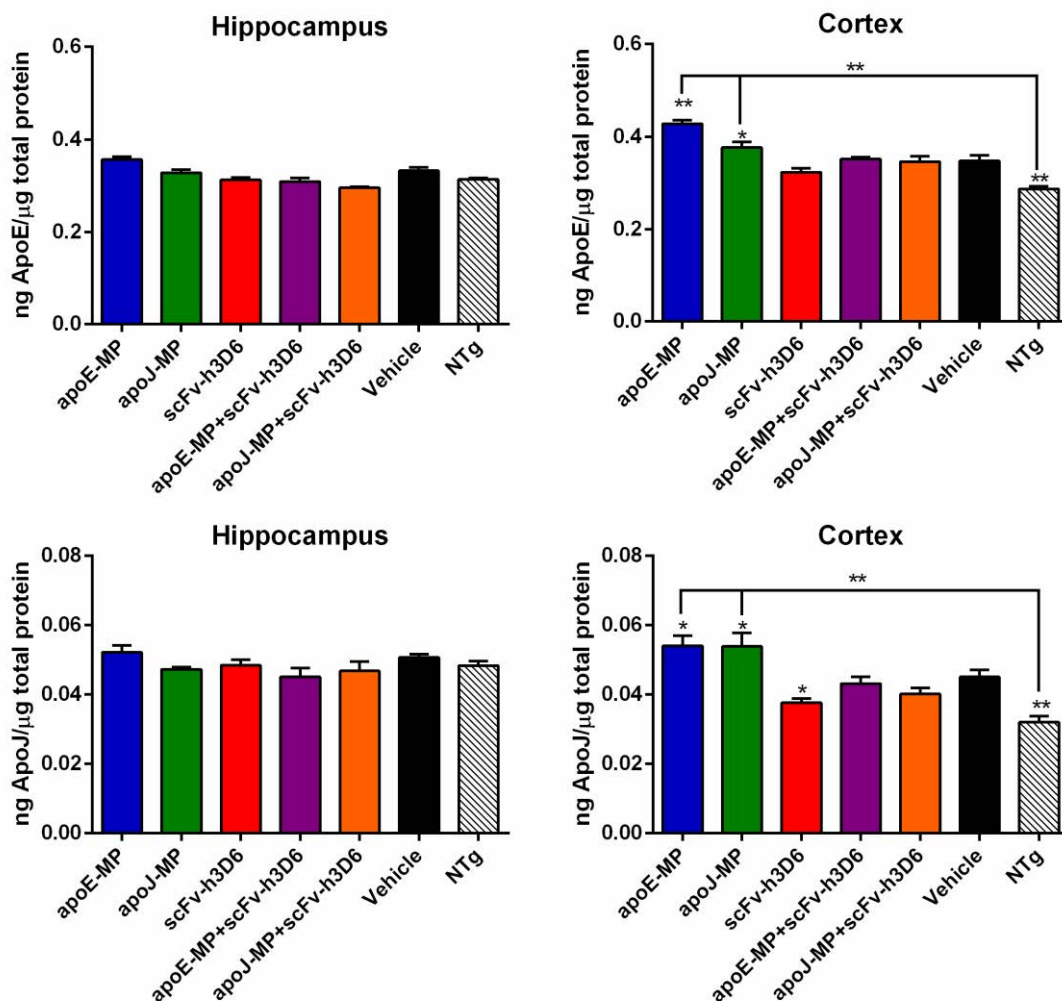 Hippocampus
ng ApoE/μg total protein
0.6
0.4
0.2
0.0
apoE-MP
apoJ-MP
scFv-h3D6
apoE-MP+scFv-h3D6
apoJ-MP+scFv-h3D6
Vehicle
NTg
Cortex
ng ApoE/μg total protein
0.6
0.4
0.2
0.0
**
**
*
**
apoE-MP
apoJ-MP
scFv-h3D6
apoE-MP+scFv-h3D6
apoJ-MP+scFv-h3D6
Vehicle
NTg
Hippocampus
ng ApoJ/μg total protein
0.08
0.06
0.04
0.02
0.00
apoE-MP
apoJ-MP
scFv-h3D6
apoE-MP+scFv-h3D6
apoJ-MP+scFv-h3D6
Vehicle
NTg
Cortex
ng ApoJ/μg total protein
0.08
0.06
0.04
0.02
0.00
**
*
*
*
**
apoE-MP
apoJ-MP
scFv-h3D6
apoE-MP+scFv-h3D6
apoJ-MP+scFv-h3D6
Vehicle
NTg